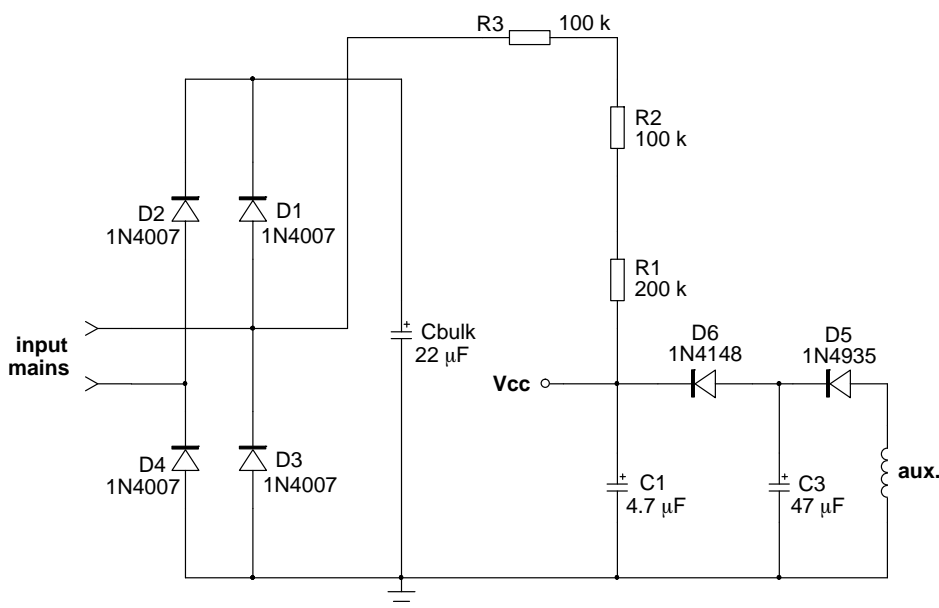 R3
100 k
R2
100 k
D2
1N4007
D1
1N4007
R1
200 k
input
mains
Cbulk
22 µF
+
Vcc
D6
1N4148
D5
1N4935
D4
1N4007
D3
1N4007
C1
4.7 µF
+
C3
47 µF
+
aux.